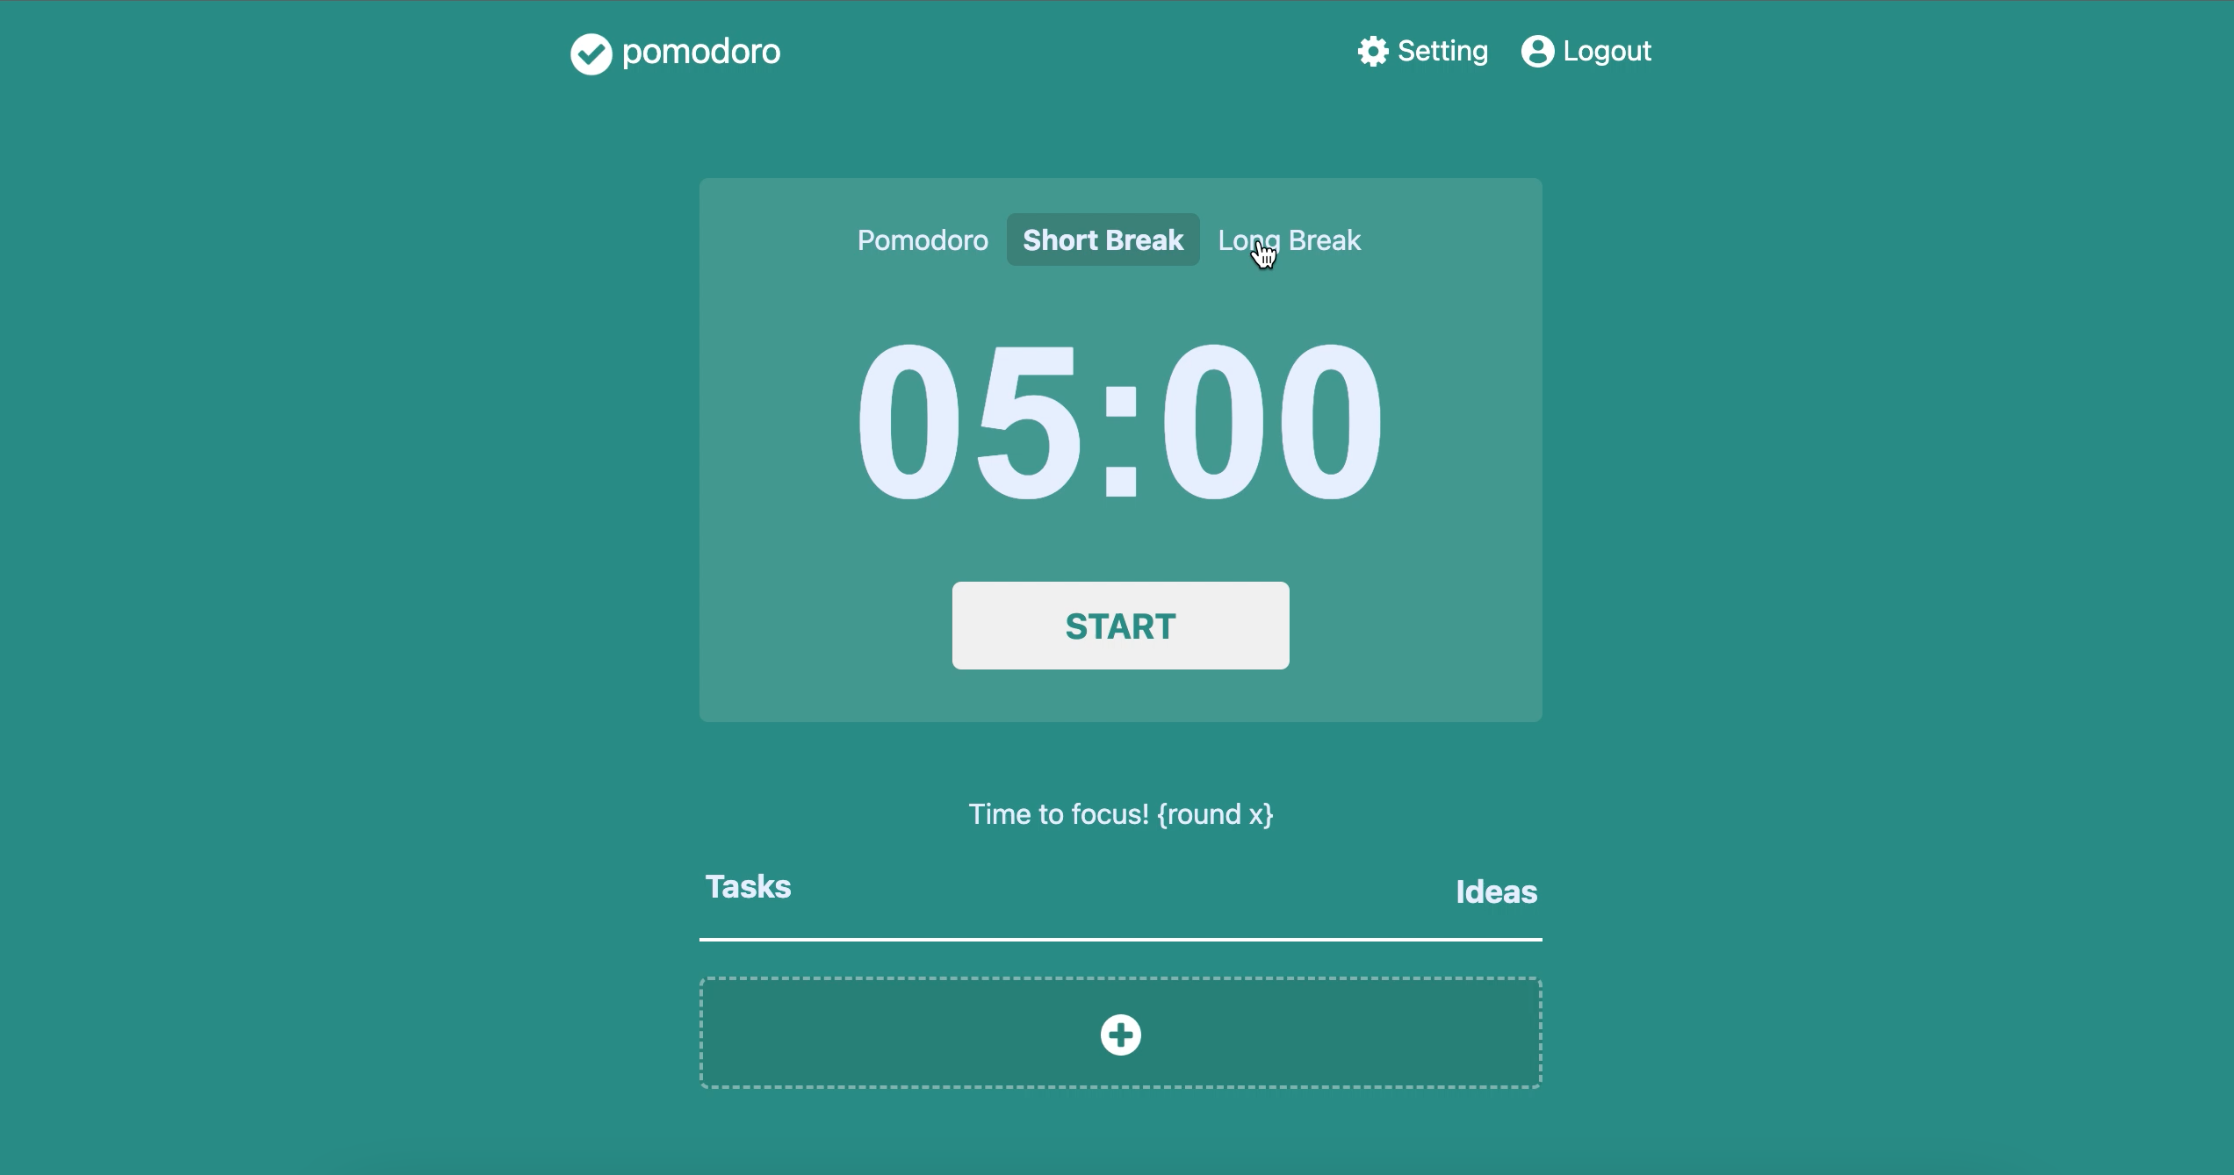 pomodoro
Setting
Logout
Pomodoro
Short Break
Long Break
05:00
START
Time to focus! {round x}
Tasks
Ideas